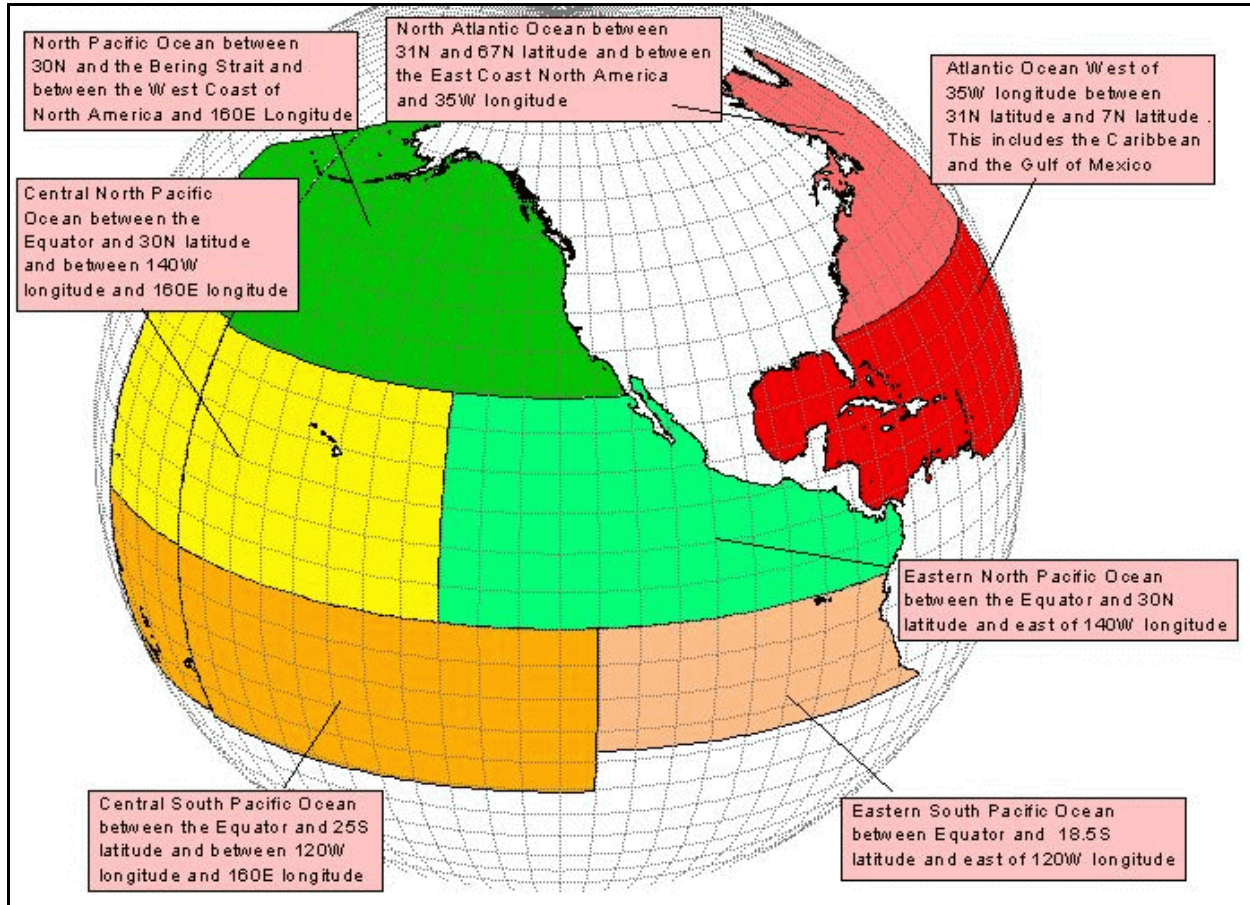 North Pacific Ocean between
30N and the Bering Strait and
between the West Coast of
North America and 160E Longitude
North Atlantic Ocean between
31N and 67N latitude and between
the East Coast North America
and 35W longitude
Atlantic Ocean West of
35W longitude between
31N latitude and 7N latitude .
This includes the Caribbean
and the Gulf of Mexico
Central North Pacific
Ocean between the
Equator and 30N latitude
and between 140W
longitude and 160E longitude
Eastern North Pacific Ocean
between the Equator and 30N
latitude and east of 140W longitude
Central South Pacific Ocean
between the Equator and 25S
latitude and between 120W
longitude and 160E longitude
Eastern South Pacific Ocean
between Equator and 18.5S
latitude and east of 120W longitude